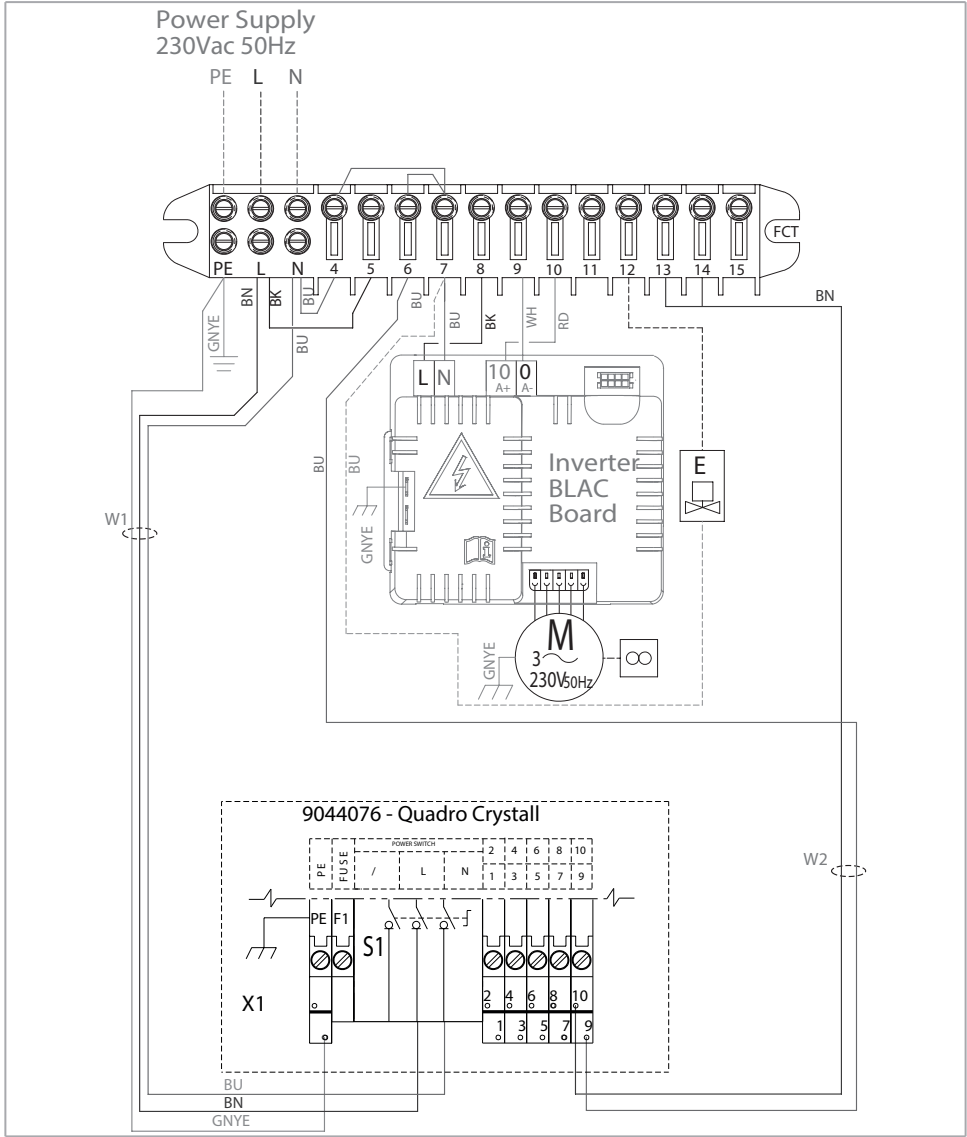 Power Supply
230Vac 50Hz
PE L N
FCT
PE L N 4 5 6 7 8 9 10 11 12 13 14 15
BN BK BU BU BU BK WH RD BN
GNYE BU
L N 10 0
A+ A-
BU BU
Inverter
BLAC
Board
E
GNYE
W1
M
3
230V 50Hz
GNYE
9044076 - Quadro Crystall
POWER SWITCH
PE FUSE / L N
2 4 6 8 10
1 3 5 7 9
W2
PE F1
S1
X1
2 4 6 8 10
1 3 5 7 9
BU
BN
GNYE